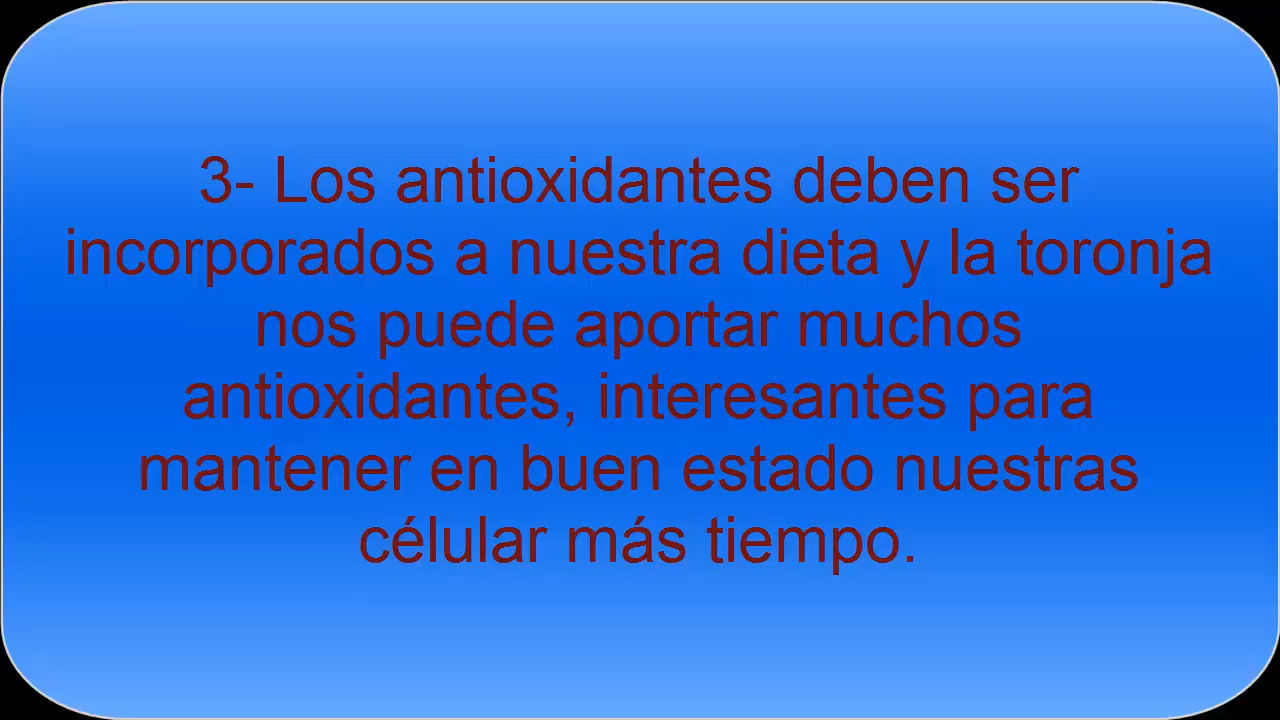 3- Los antioxidantes deben ser
incorporados a nuestra dieta y la toronja
nos puede aportar muchos
antioxidantes, interesantes para
mantener en buen estado nuestras
célular más tiempo.